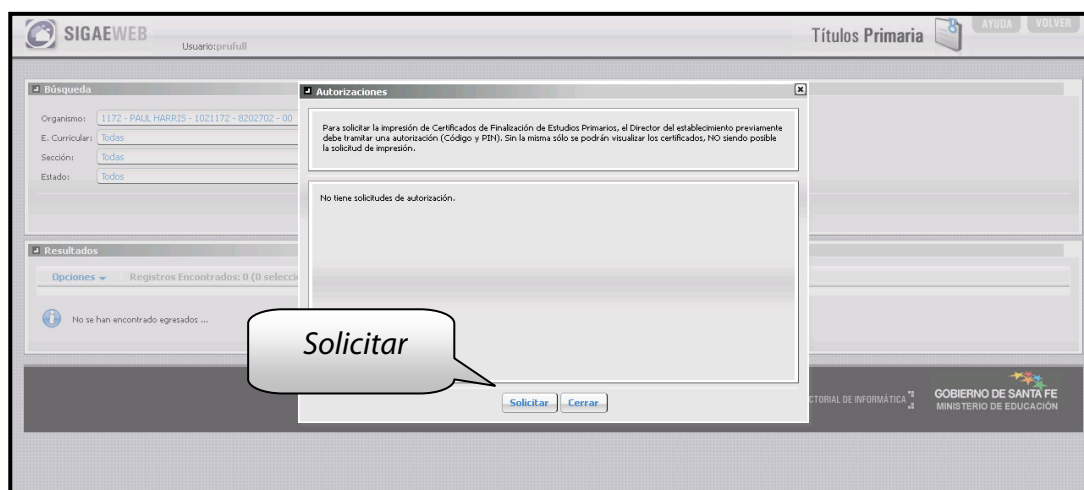 SIGAEWEB
Usuario:prufull
Títulos Primaria
AYUDA
VOLVER
Búsqueda
Organismo: 1172 - PAUL HARRIS - 1021172 - 8202702 - 00
E. Curricular: Todas
Sección: Todas
Estado: Todos
Autorizaciones
Para solicitar la impresión de Certificados de Finalización de Estudios Primarios, el Director del establecimiento previamente
debe tramitar una autorización (Código y PIN). Sin la misma sólo se podrán visualizar los certificados, NO siendo posible
la solicitud de impresión.
No tiene solicitudes de autorización.
Resultados
Opciones
Registros Encontrados: 0 (0 selecci
No se han encontrado egresados ...
Solicitar
Solicitar
Cerrar
CTORIAL DE INFORMÁTICA
GOBIERNO DE SANTA FE
MINISTERIO DE EDUCACIÓN